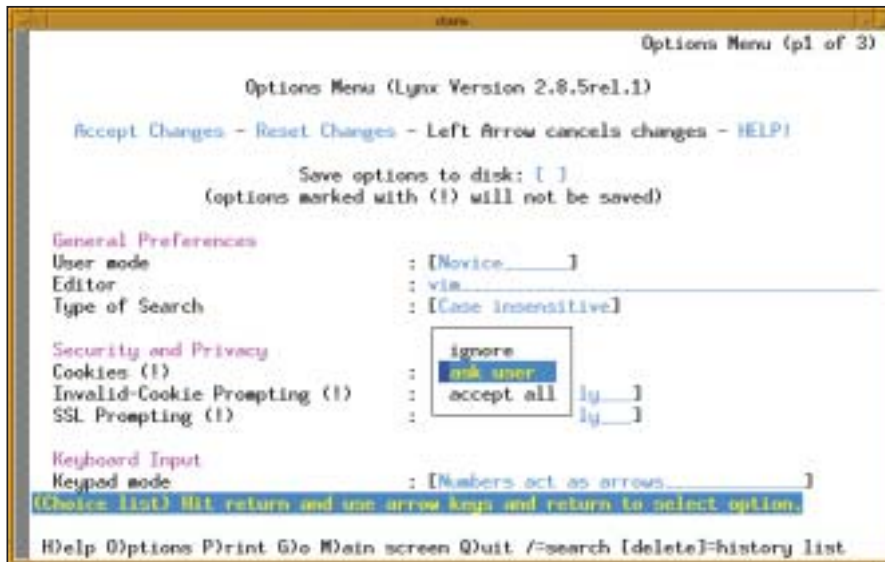 Options Menu (p1 of 3)
Options Menu (Lynx Version 2.8.5rel.1)
Accept Changes - Reset Changes - Left Arrow cancels changes - HELP!
Save options to disk: [ ]
(options marked with (!) will not be saved)
General Preferences
User mode : [Novice______]
Editor : vim
Type of Search : [Case insensitive]
Security and Privacy
ignore
Cookies (!) : ask user
Invalid-Cookie Prompting (!) : accept all ly___]
SSL Prompting (!) : ly___]
Keyboard Input
Keypad mode : [Numbers act as arrows____________]
(Choice list) Hit return and use arrow keys and return to select option.
H)elp O)ptions P)rint G)o M)ain screen Q)uit /=search [delete]=history list